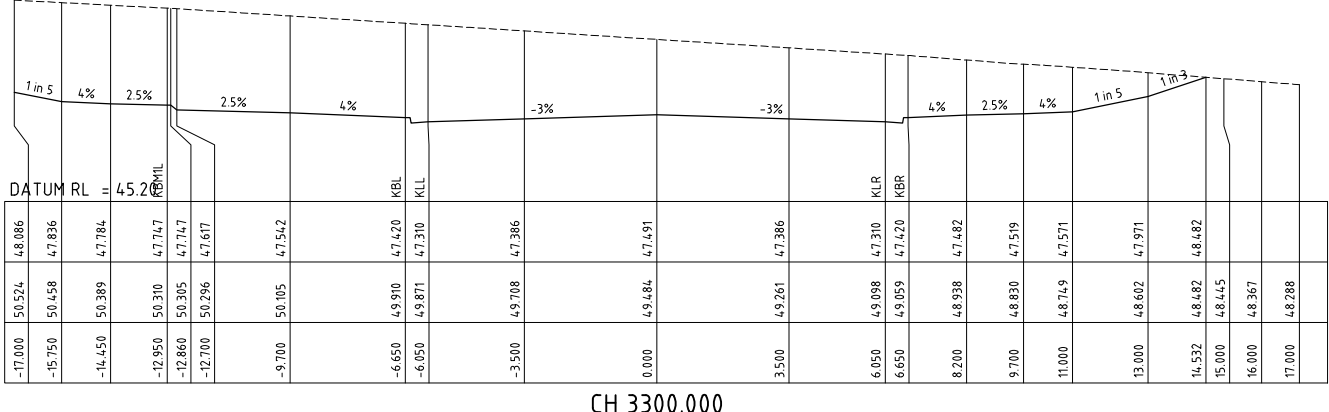 1 in 5 4% 2.5% 2.5% 4% -3% -3% 4% 2.5% 4% 1 in 5 1 in 3
KBM1L KBL KLL KLR KBR
DATUM RL = 45.20
48.086 47.836 47.784 47.747 47.747 47.617 47.542 47.420 47.310 47.386 47.491 47.386 47.310 47.420 47.482 47.519 47.571 47.971 48.482
50.524 50.458 50.389 50.310 50.305 50.296 50.105 49.910 49.871 49.708 49.484 49.261 49.098 49.059 48.938 48.830 48.749 48.602 48.482 48.445 48.367 48.288
-17.000 -15.750 -14.450 -12.950 -12.860 -12.700 -9.700 -6.650 -6.050 -3.500 0.000 3.500 6.050 6.650 8.200 9.700 11.000 13.000 14.532 15.000 16.000 17.000
CH 3300.000